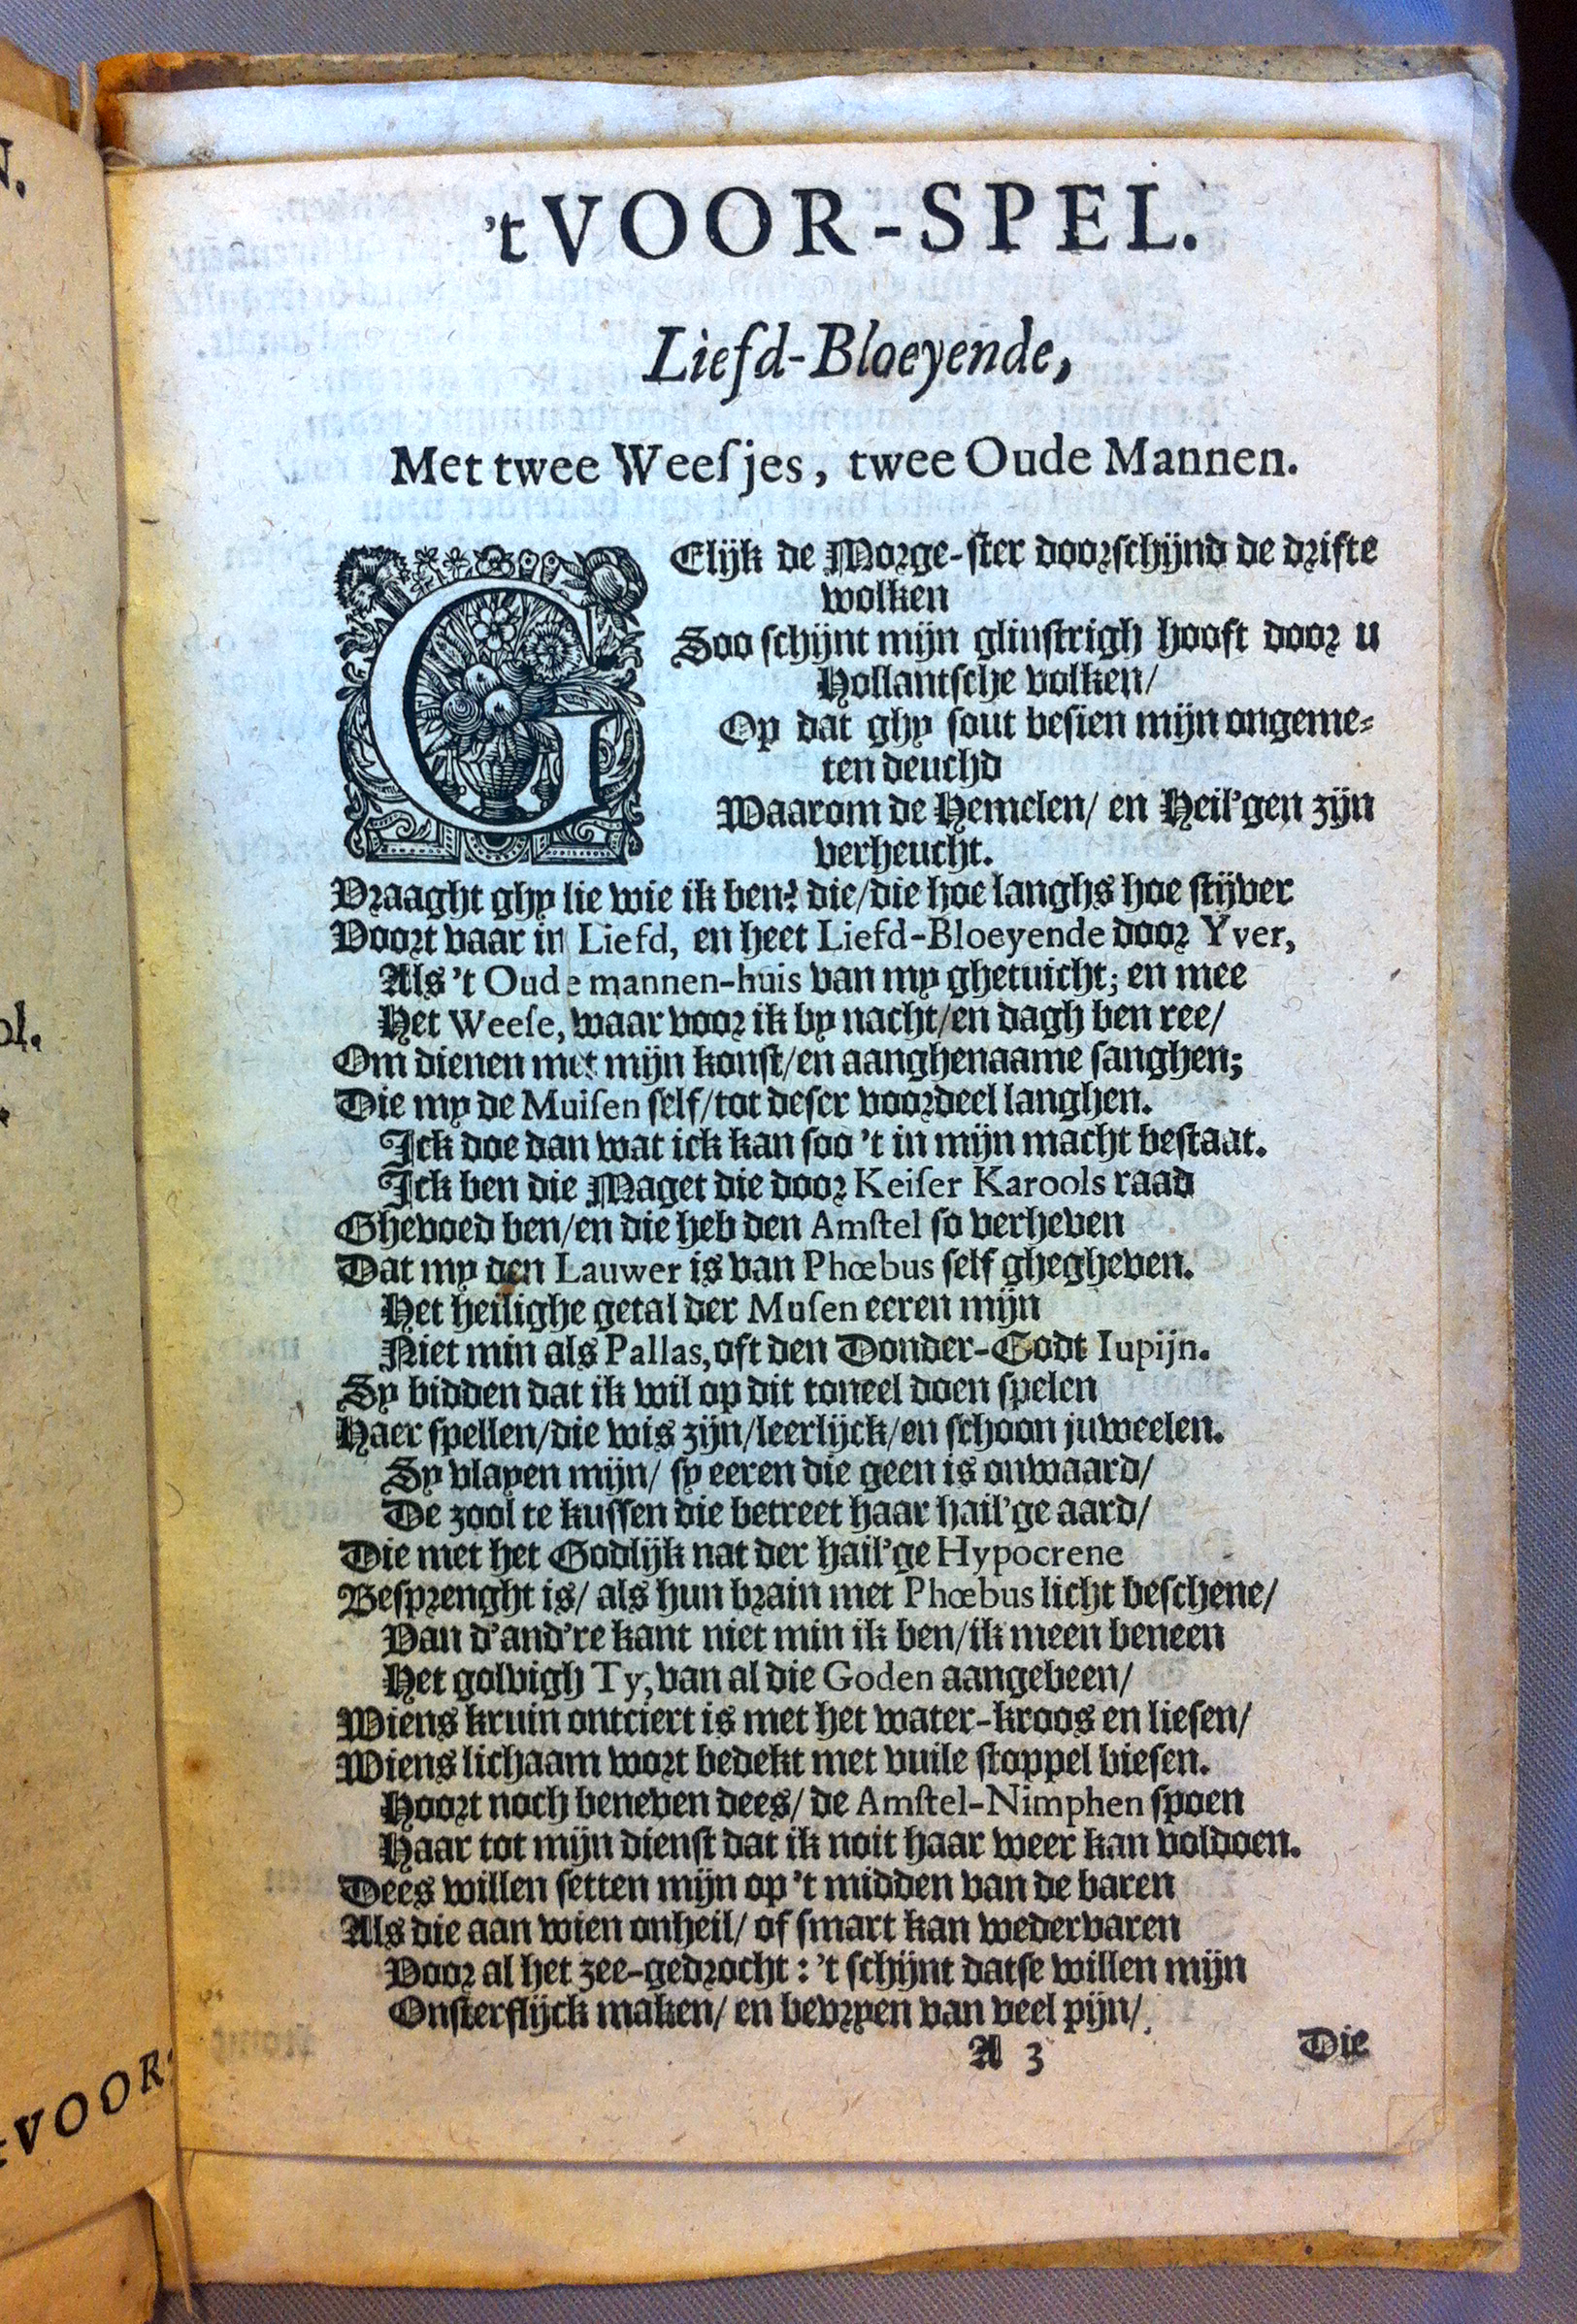 N.
ol.
tVOOR-
'tVOOR-SPEL.
Liefd-Bloeyende,
Met twee Weeſjes, twee Oude Mannen.
GElijk de Morge-ster doorschijnd de drifte
wolken
Soo schijnt mijn glinstrigh hooft door u
Hollantsche volken/
Op dat ghy sout besien mijn ongeme-
ten deuchd
Waarom de Hemelen/ en Heil'gen zijn
verheucht.
Vraaght ghy lie wie ik ben? die/die hoe langhs hoe stijver
Voort vaar in Liefd, en heet Liefd-Bloeyende door Yver,
Als 't Oude mannen-huis van my ghetuicht; en mee
Het Weeſe, waar voor ik by nacht/en dagh ben ree/
Om dienen met mijn konst/en aanghenaame sanghen;
Die my de Muiſen self/tot deser voordeel langhen.
Ick doe dan wat ick kan soo 't in mijn macht bestaat.
Ick ben die Maget die door Keiſer Karools raad
Ghevoed ben/en die heb den Amſtel so verheven
Dat my den Lauwer is van Phœbus self ghegheven.
Het heilighe getal der Muſen eeren mijn
Niet min als Pallas, oft den Donder-Godt Iupijn.
Sy bidden dat ik wil op dit toneel doen spelen
Haer spellen/die wis zijn/leerlijck/en schoon juweelen.
Sy vlayen mijn/ sy eeren die geen is onwaard/
De zool te kussen die betreet haar hail'ge aard/
Die met het Godlijk nat der hail'ge Hypocrene
Besprenght is/ als hun brain met Phœbus licht beschene/
Van d'and're kant niet min ik ben/ik meen beneen
Het golvigh Ty, van al die Goden aangebeen/
Wiens kruin ontciert is met het water-kroos en liesen/
Wiens lichaam wort bedekt met vuile stoppel biesen.
Hoort noch beneven dees/ de Amſtel-Nimphen spoen
Haar tot mijn dienst dat ik noit haar weer kan voldoen.
Dees willen setten mijn op 't midden van de baren
Als die aan wien onheil/ of smart kan wedervaren
Door al het zee-gedrocht: 't schijnt datse willen mijn
Onsterflijck maken/ en bevryen van veel pijn/
A 3 Die